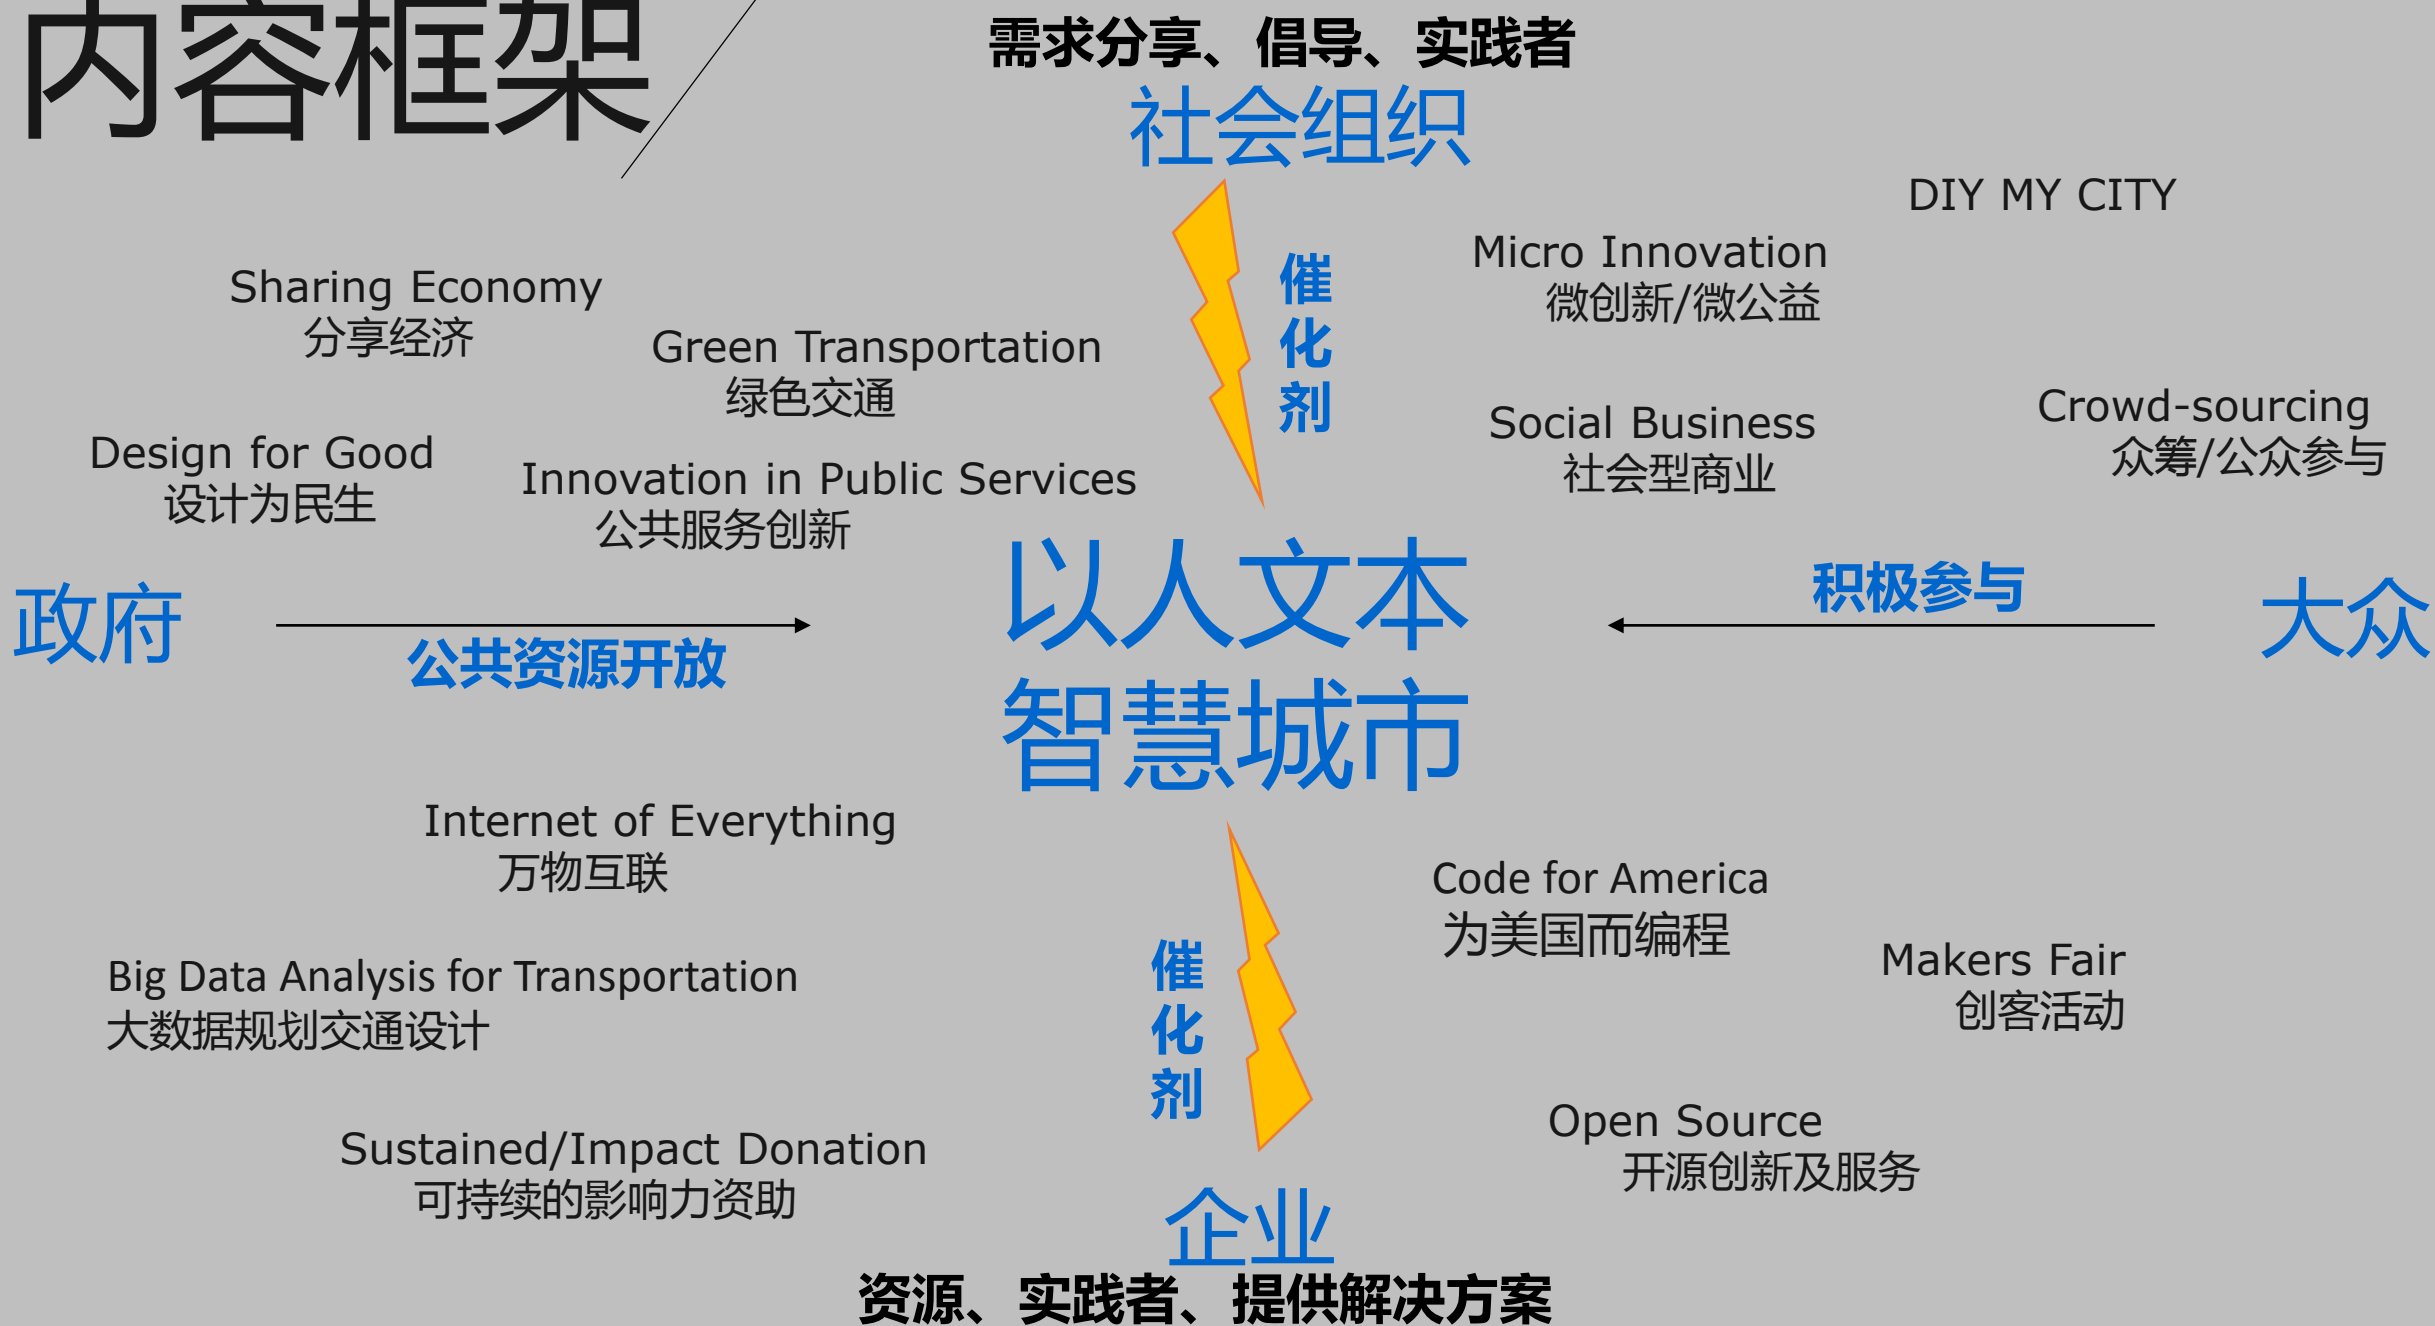 内容框架
需求分享、倡导、实践者
社会组织
DIY MY CITY
Micro Innovation
微创新/微公益
催化剂
Sharing Economy
分享经济
Green Transportation
绿色交通
Crowd-sourcing
众筹/公众参与
Social Business
社会型商业
Design for Good
设计为民生
Innovation in Public Services
公共服务创新
政府
公共资源开放
以人文本
智慧城市
积极参与
大众
Internet of Everything
万物互联
Code for America
为美国而编程
Big Data Analysis for Transportation
大数据规划交通设计
催化剂
Makers Fair
创客活动
Sustained/Impact Donation
可持续的影响力资助
Open Source
开源创新及服务
企业
资源、实践者、提供解决方案